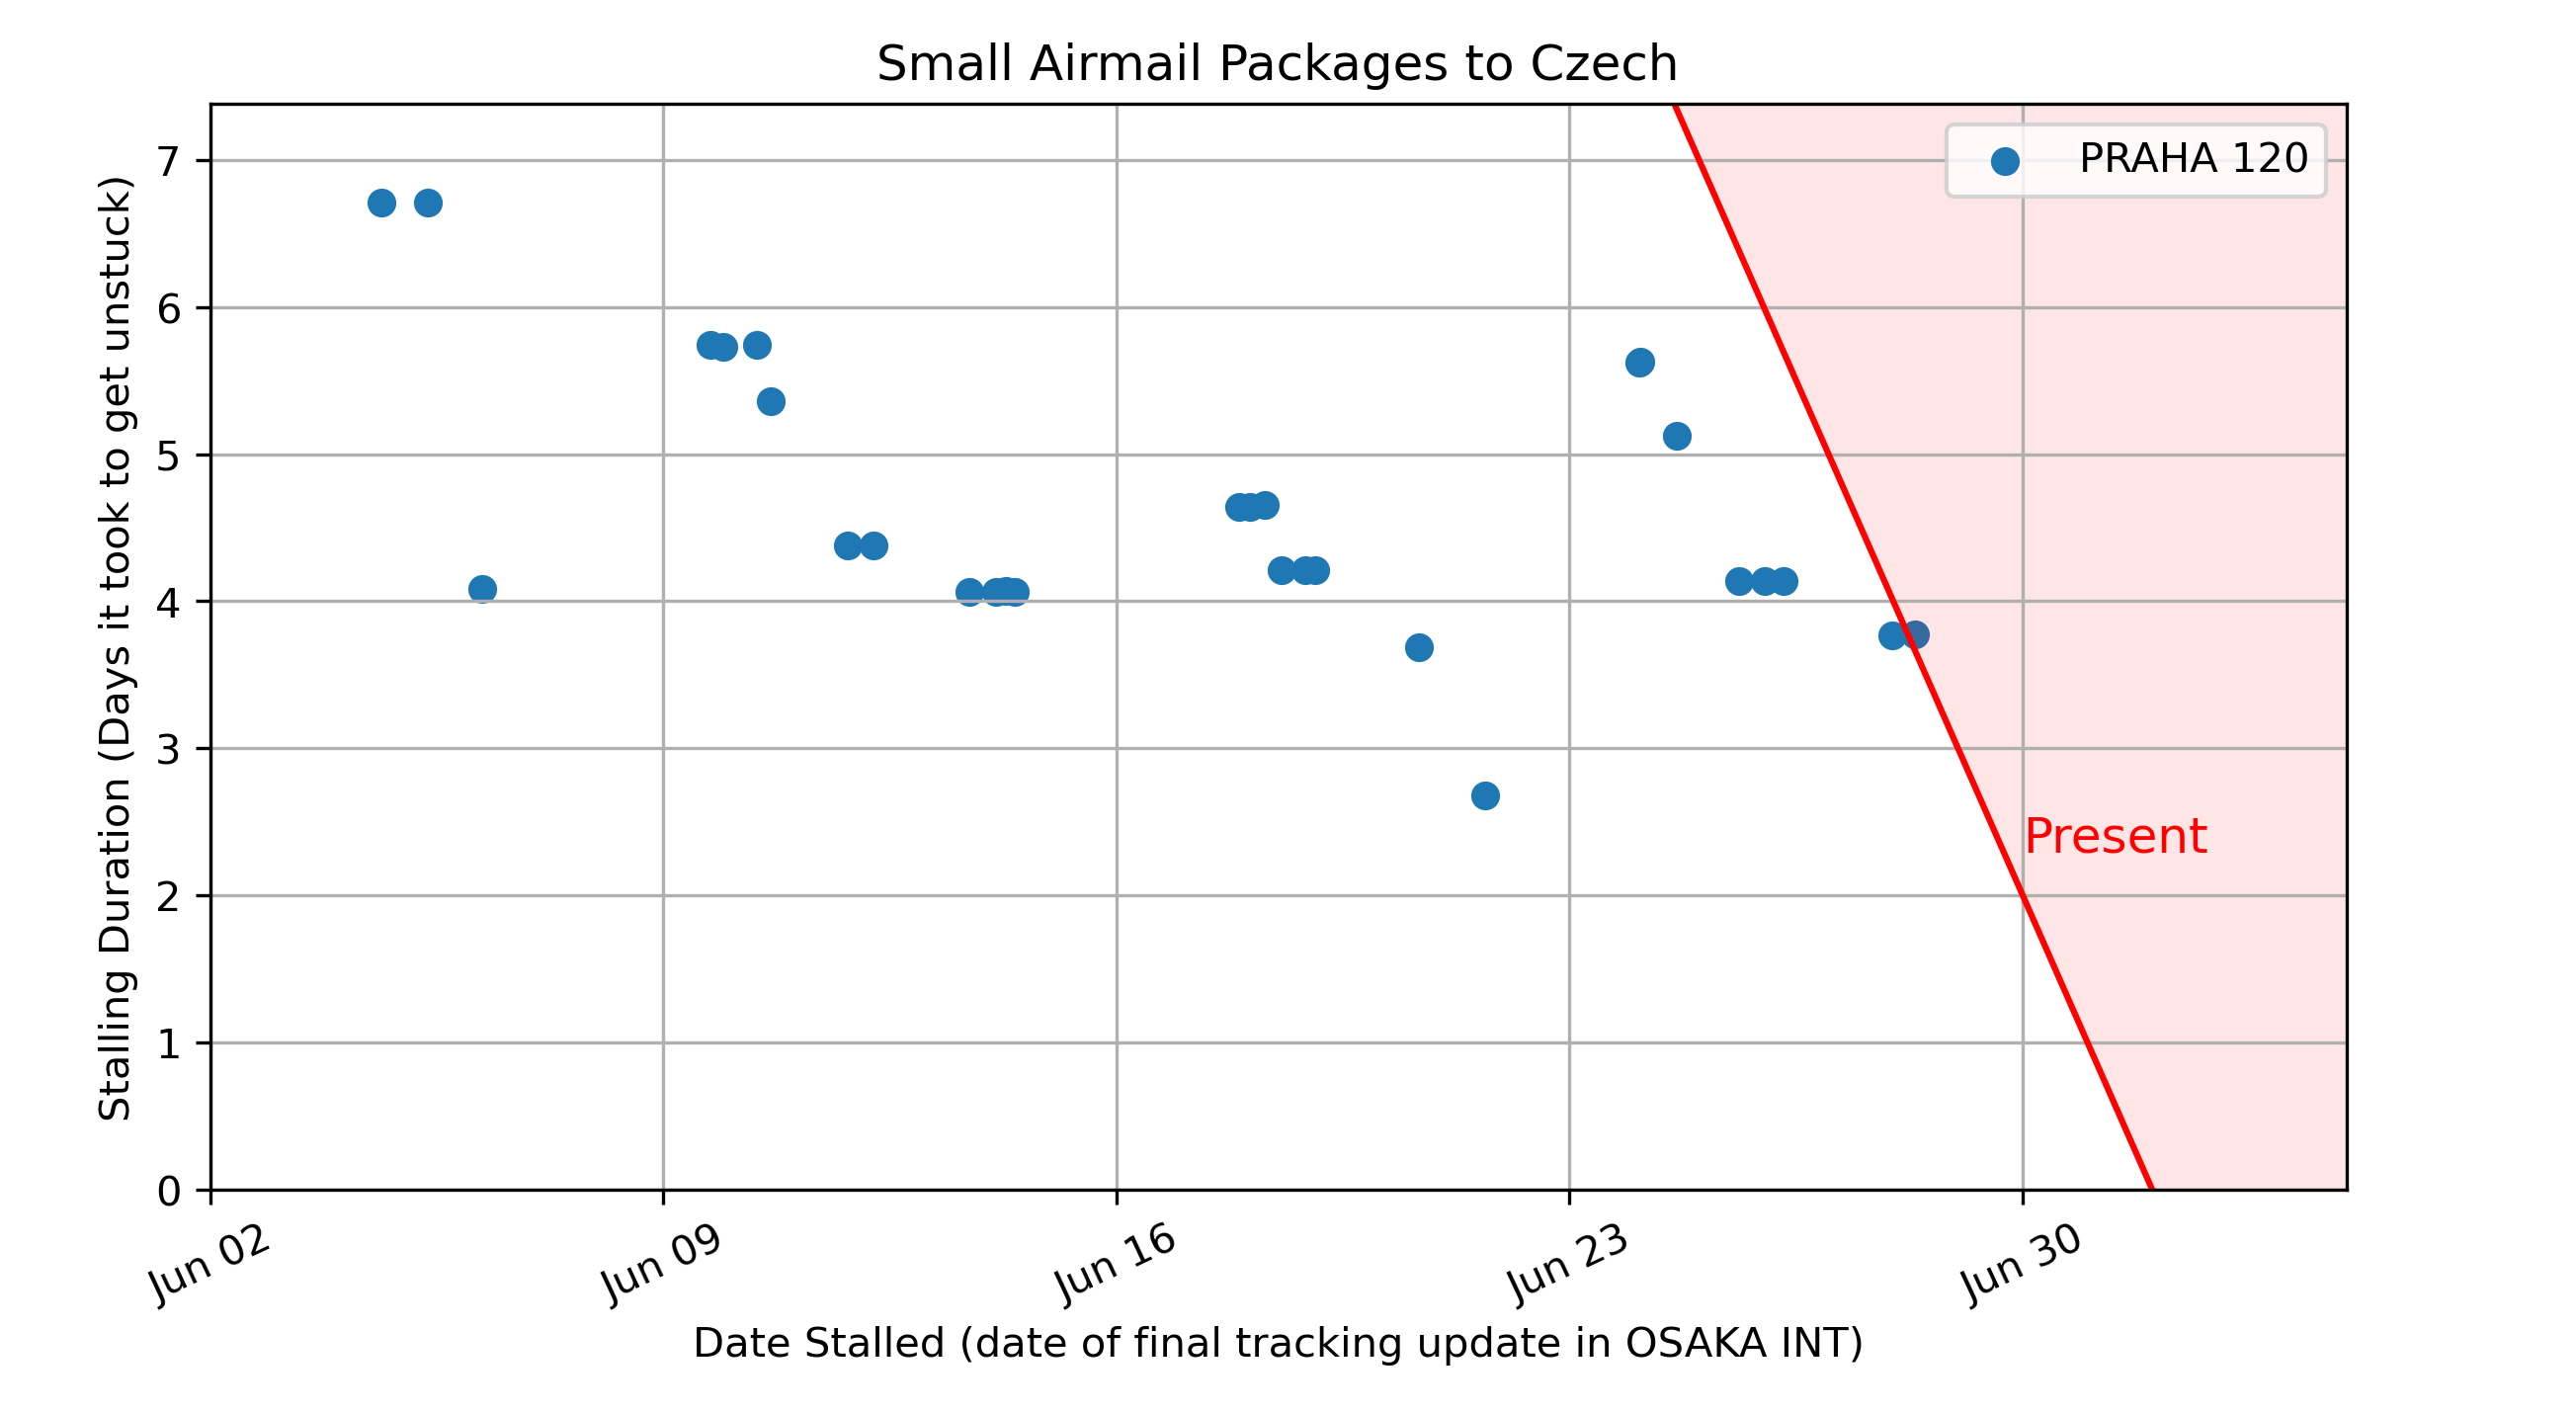 Small Airmail Packages to Czech
Stalling Duration (Days it took to get unstuck)
7
6
5
4
3
2
1
0
PRAHA 120
Present
Jun 02
Jun 09
Jun 16
Jun 23
Jun 30
Date Stalled (date of final tracking update in OSAKA INT)